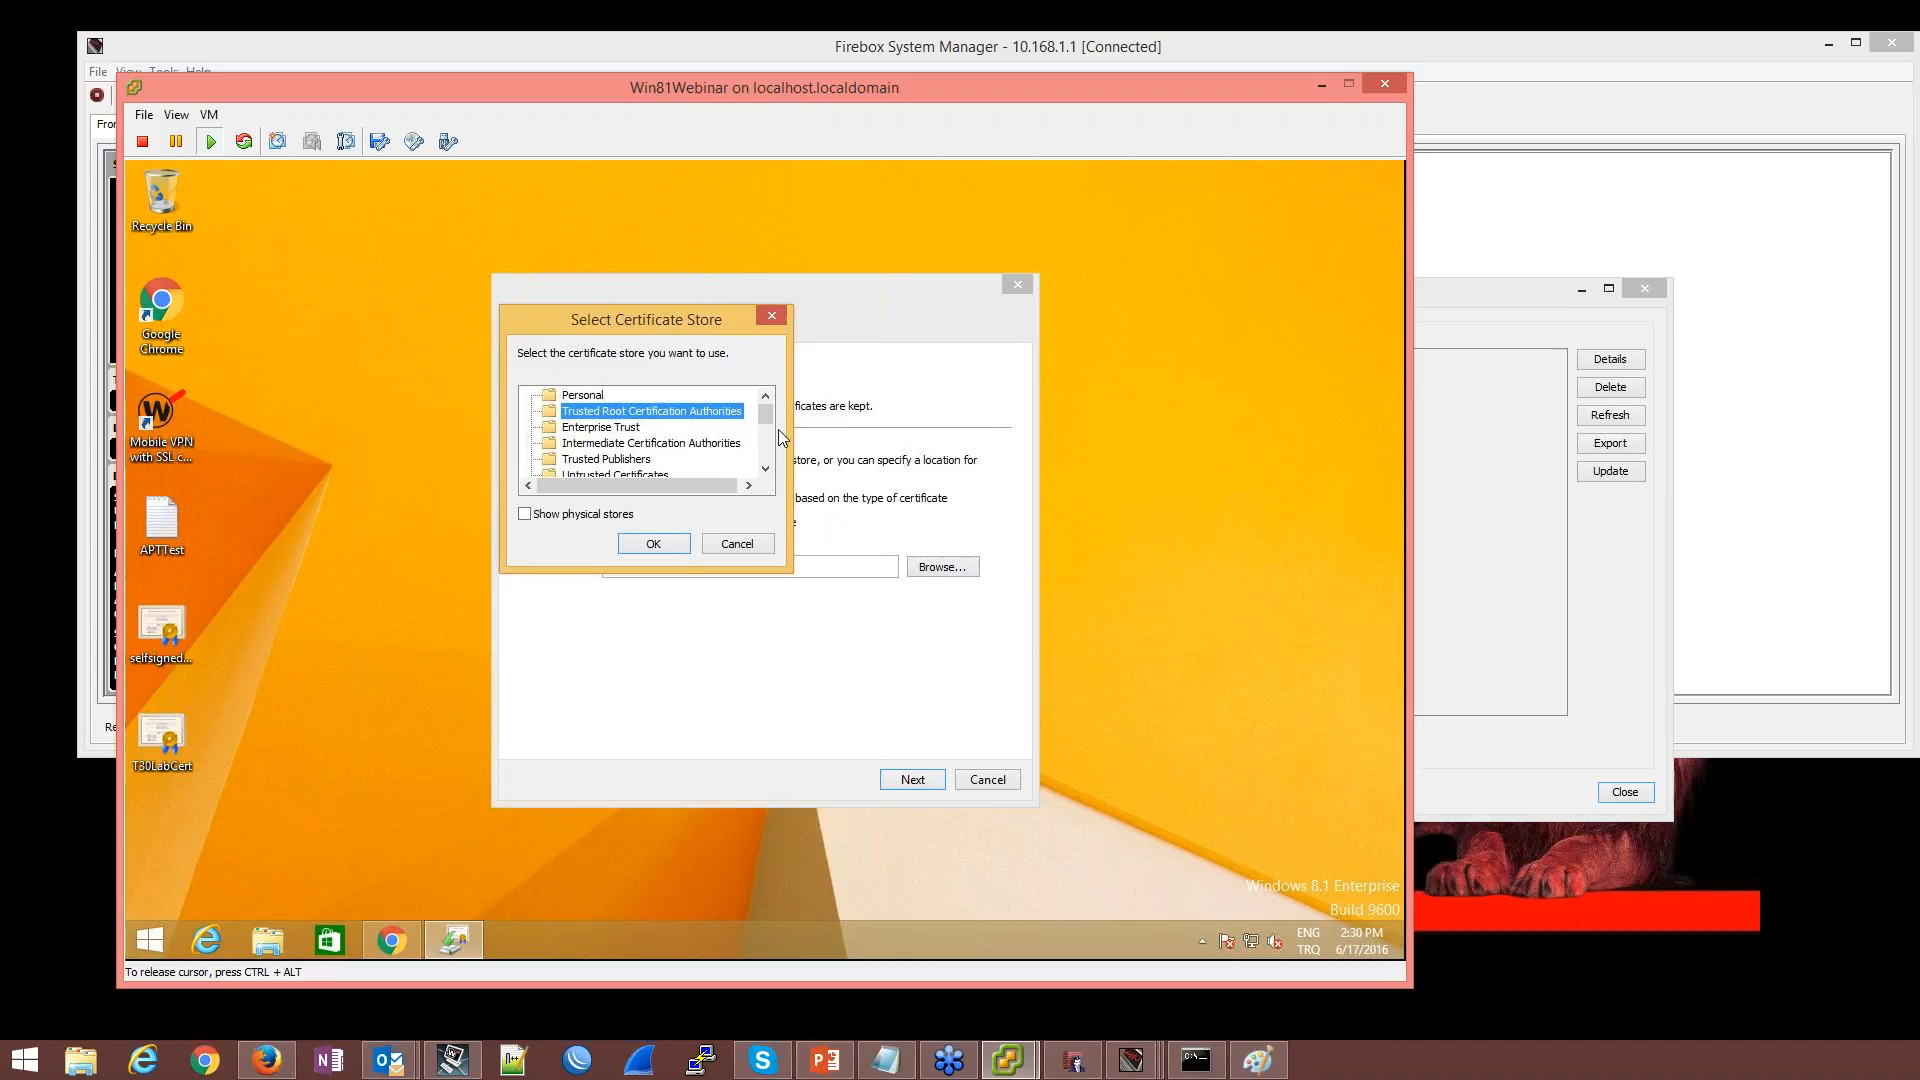 Firebox System Manager - 10.168.1.1 [Connected]
File View Tools Help
Win81Webinar on localhost.localdomain
File View VM
Recycle Bin
Google
Chrome
Mobile VPN
with SSL c...
APTTest
selfsigned...
T30LabCert
Select Certificate Store
Select the certificate store you want to use.
Personal
Trusted Root Certification Authorities
Enterprise Trust
Intermediate Certification Authorities
Trusted Publishers
Untrusted Certificates
Show physical stores
OK Cancel
ficates are kept.
store, or you can specify a location for
based on the type of certificate
Browse...
Next Cancel
Details
Delete
Refresh
Export
Update
Close
Windows 8.1 Enterprise
Build 9600
ENG 2:30 PM
TRQ 6/17/2016
To release cursor, press CTRL + ALT